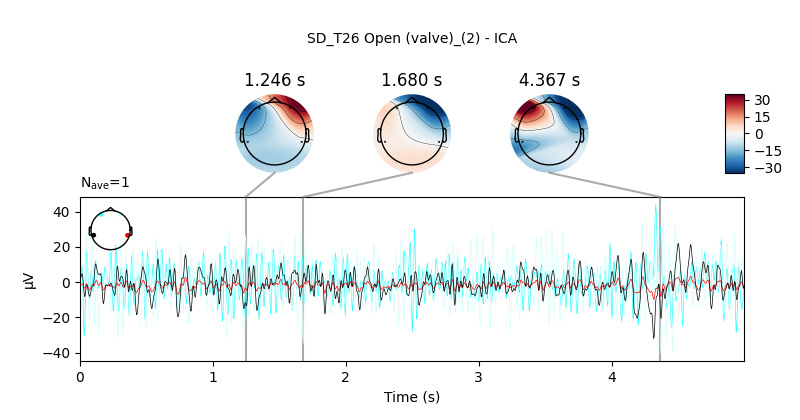 SD_T26 Open (valve)_(2) - ICA
1.246 s
1.680 s
4.367 s
30
15
0
−15
−30
Nave=1
40
20
0
−20
−40
µV
0
1
2
3
4
Time (s)